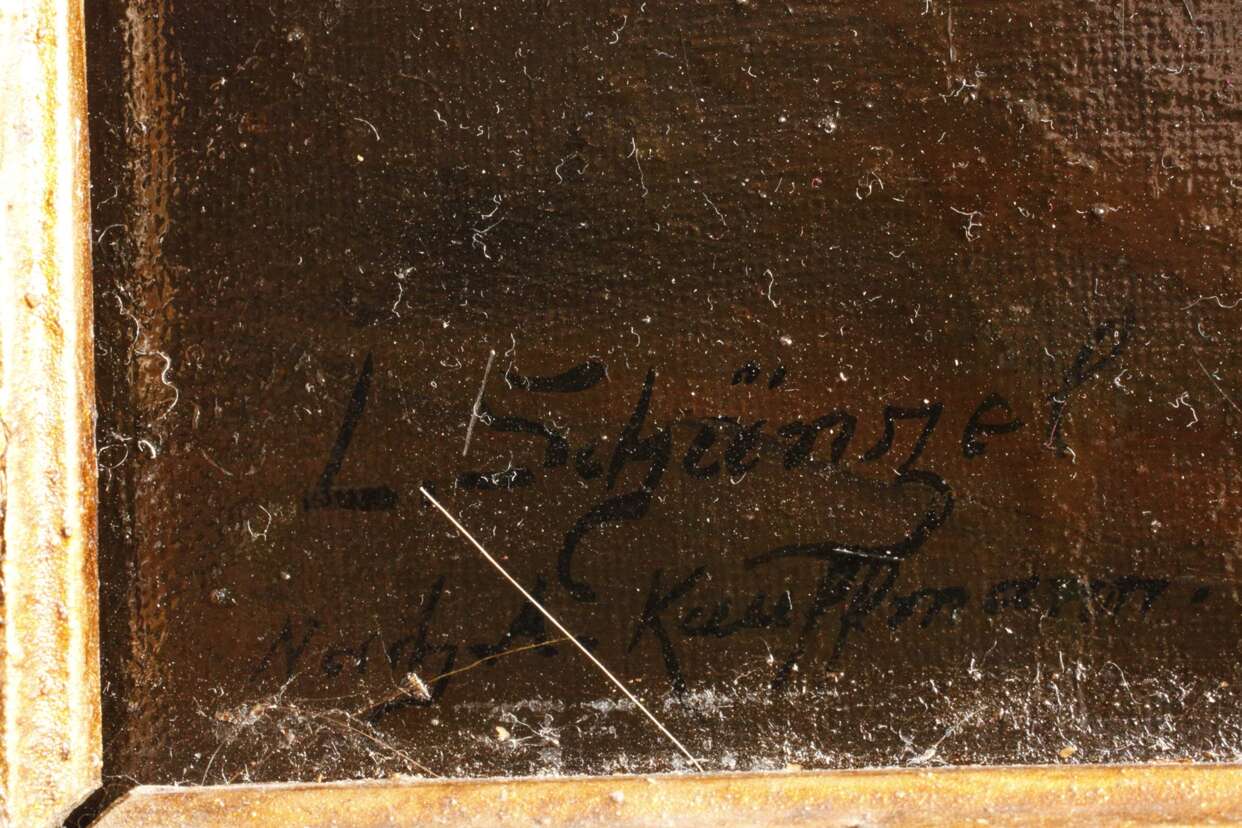 L. Schänzel
Nach A. Kauffmann.